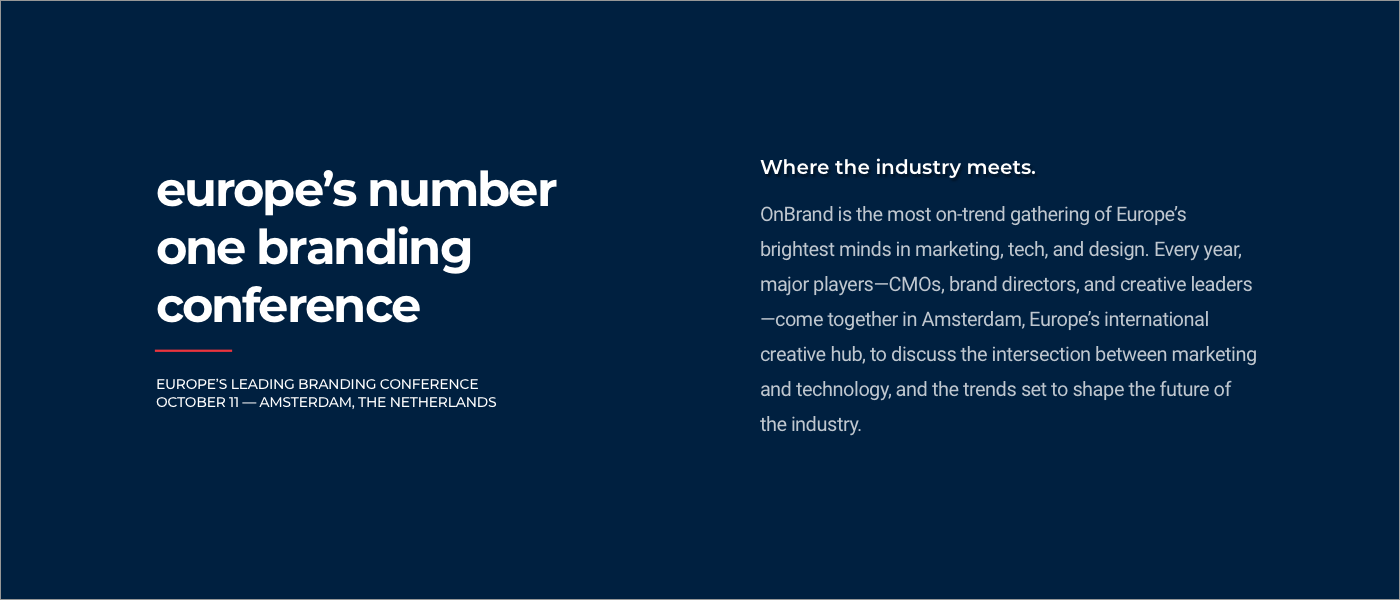 europe’s number
one branding
conference
EUROPE’S LEADING BRANDING CONFERENCE
OCTOBER 11 — AMSTERDAM, THE NETHERLANDS
Where the industry meets.
OnBrand is the most on-trend gathering of Europe’s
brightest minds in marketing, tech, and design. Every year,
major players—CMOs, brand directors, and creative leaders
—come together in Amsterdam, Europe’s international
creative hub, to discuss the intersection between marketing
and technology, and the trends set to shape the future of
the industry.